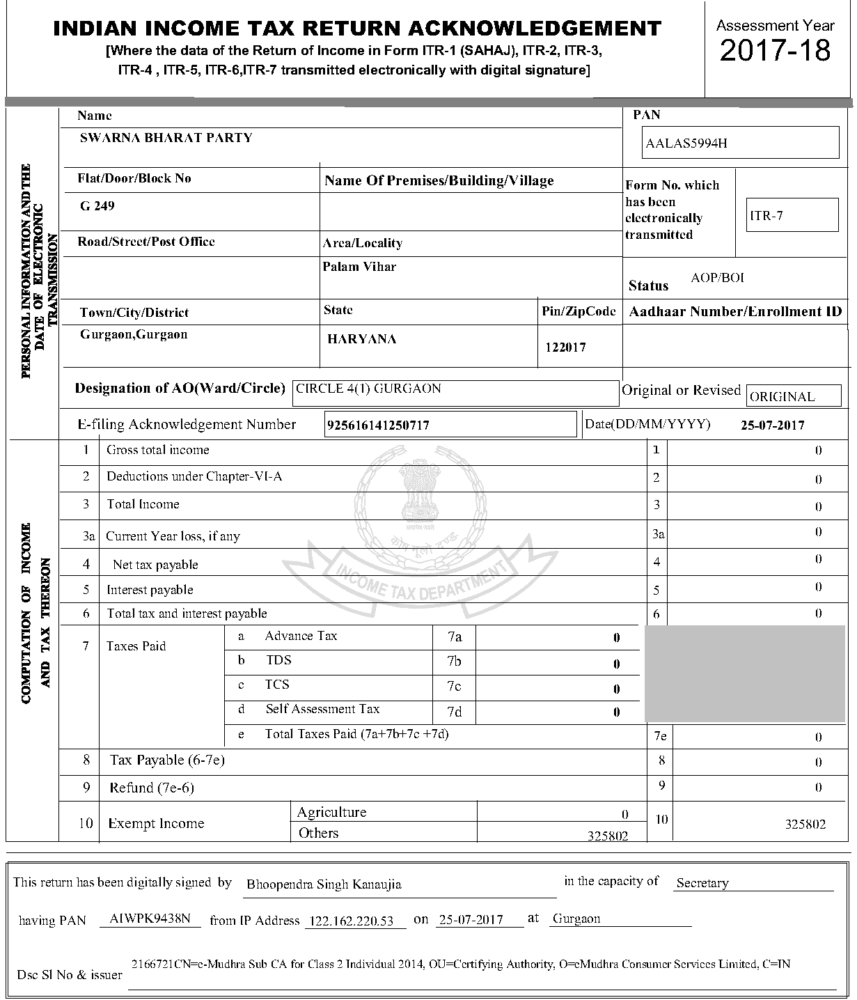 INDIAN INCOME TAX RETURN ACKNOWLEDGEMENT
[Where the data of the Return of Income in Form ITR-1 (SAHAJ), ITR-2, ITR-3,
ITR-4 , ITR-5, ITR-6,ITR-7 transmitted electronically with digital signature]
Assessment Year
2017-18
PERSONAL INFORMATION AND THE
DATE OF ELECTRONIC
TRANSMISSION
Name
SWARNA BHARAT PARTY
PAN
AALAS5994H
Flat/Door/Block No
Name Of Premises/Building/Village
G 249
Form No. which
has been
electronically
transmitted
ITR-7
Road/Street/Post Office
Area/Locality
Palam Vihar
Status
AOP/BOI
Town/City/District
State
Pin/ZipCode
Aadhaar Number/Enrollment ID
Gurgaon,Gurgaon
HARYANA
122017
Designation of AO(Ward/Circle)
CIRCLE 4(1) GURGAON
Original or Revised
ORIGINAL
E-filing Acknowledgement Number
925616141250717
Date(DD/MM/YYYY)
25-07-2017
COMPUTATION OF INCOME
AND TAX THEREON
1 Gross total income 1 0
2 Deductions under Chapter-VI-A 2 0
3 Total Income 3 0
3a Current Year loss, if any 3a 0
4 Net tax payable 4 0
5 Interest payable 5 0
6 Total tax and interest payable 6 0
सत्यमेव जयते
कोष मूलो दण्डः
INCOME TAX DEPARTMENT
7 Taxes Paid
a Advance Tax 7a 0
b TDS 7b 0
c TCS 7c 0
d Self Assessment Tax 7d 0
e Total Taxes Paid (7a+7b+7c +7d) 7e 0
8 Tax Payable (6-7e) 8 0
9 Refund (7e-6) 9 0
10 Exempt Income
Agriculture 0
Others 325802
10 325802
This return has been digitally signed by Bhoopendra Singh Kanaujia in the capacity of Secretary
having PAN AIWPK9438N from IP Address 122.162.220.53 on 25-07-2017 at Gurgaon
Dsc Sl No & issuer 2166721CN=e-Mudhra Sub CA for Class 2 Individual 2014, OU=Certifying Authority, O=eMudhra Consumer Services Limited, C=IN